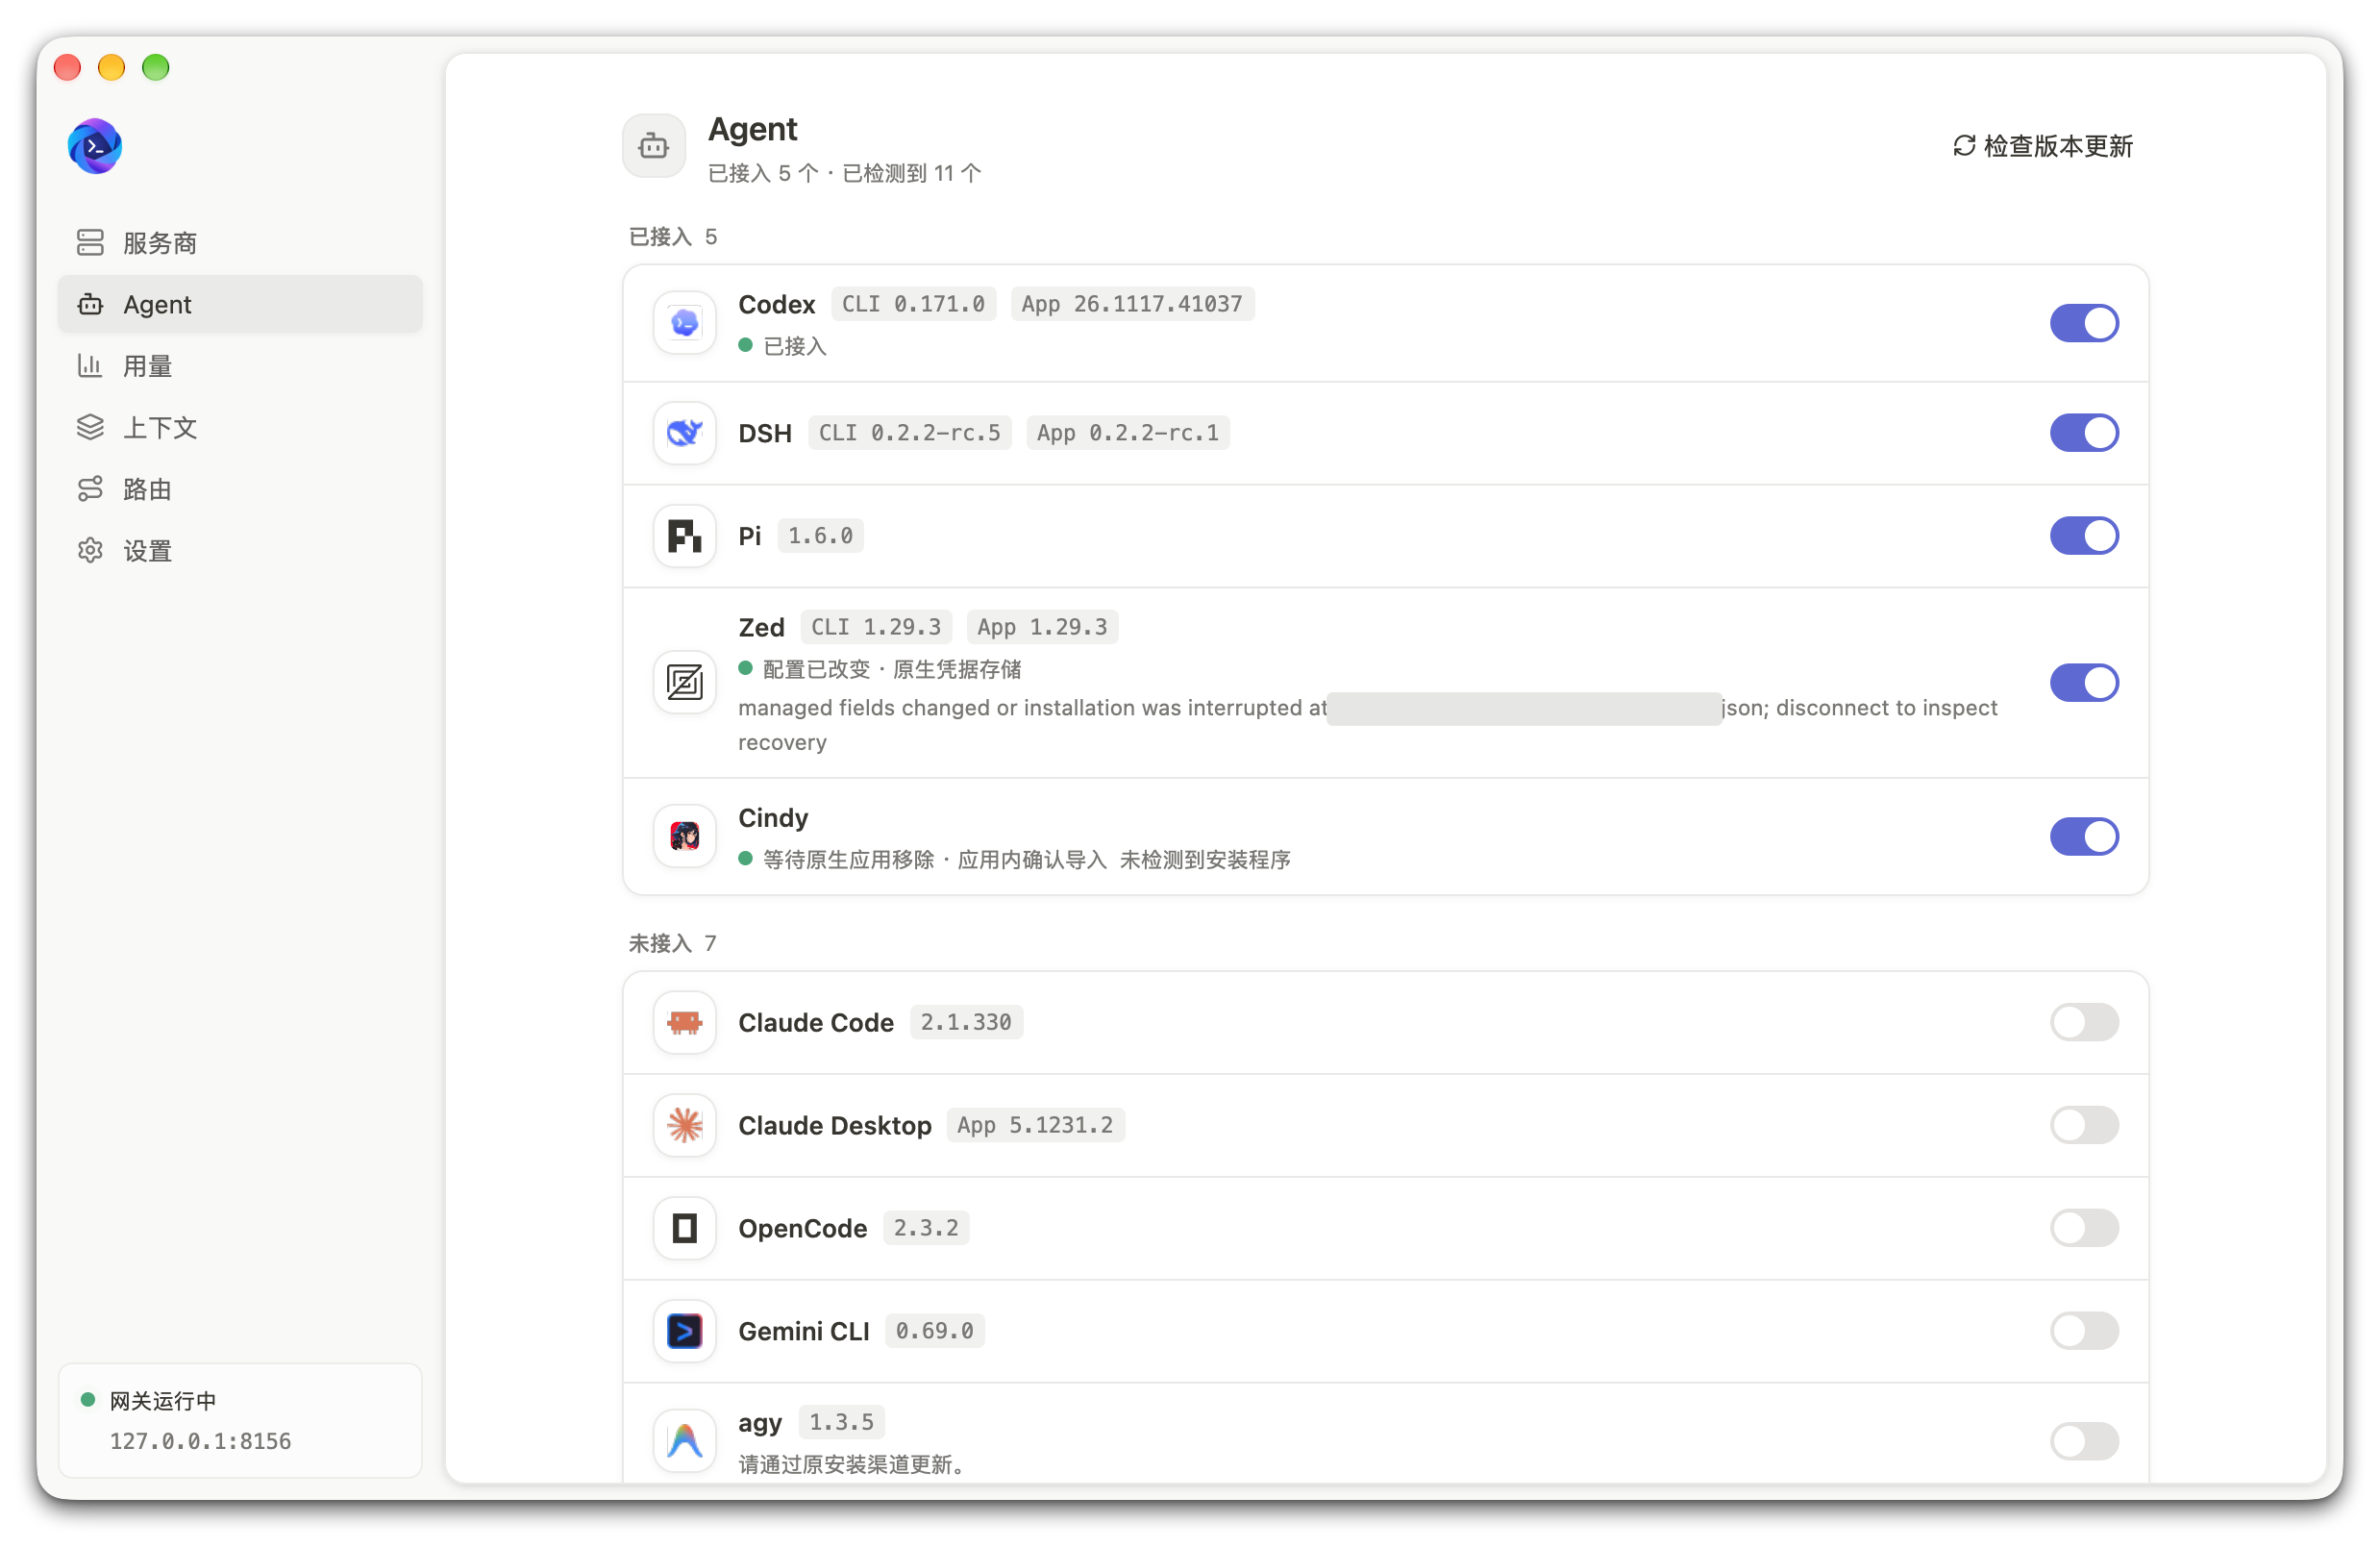 服务商
Agent
用量
上下文
路由
设置
网关运行中
127.0.0.1:8156
Agent
已接入 5 个 · 已检测到 11 个
检查版本更新
已接入 5
Codex CLI 0.171.0 App 26.1117.41037
已接入
DSH CLI 0.2.2-rc.5 App 0.2.2-rc.1
Pi 1.6.0
Zed CLI 1.29.3 App 1.29.3
配置已改变 · 原生凭据存储
managed fields changed or installation was interrupted at json; disconnect to inspect
recovery
Cindy
等待原生应用移除 · 应用内确认导入 未检测到安装程序
未接入 7
Claude Code 2.1.330
Claude Desktop App 5.1231.2
OpenCode 2.3.2
Gemini CLI 0.69.0
agy 1.3.5
请通过原安装渠道更新。